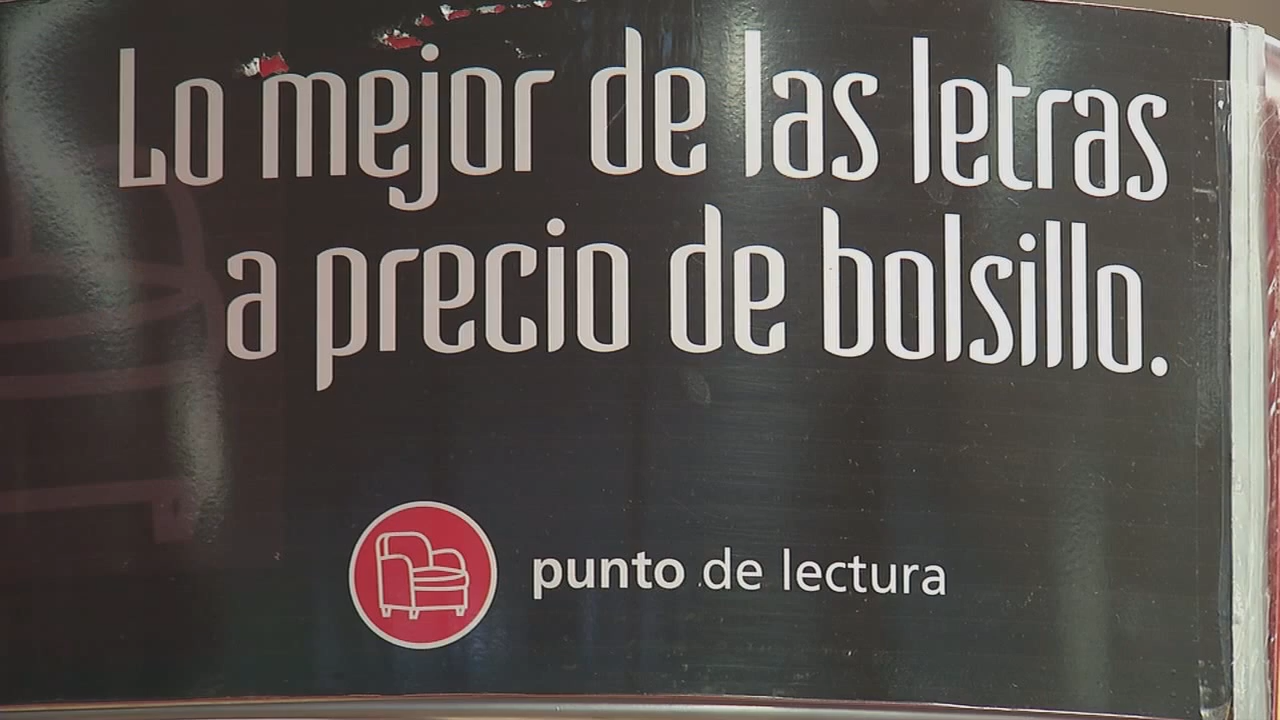 Lo mejor de las letras
a precio de bolsillo.
punto de lectura